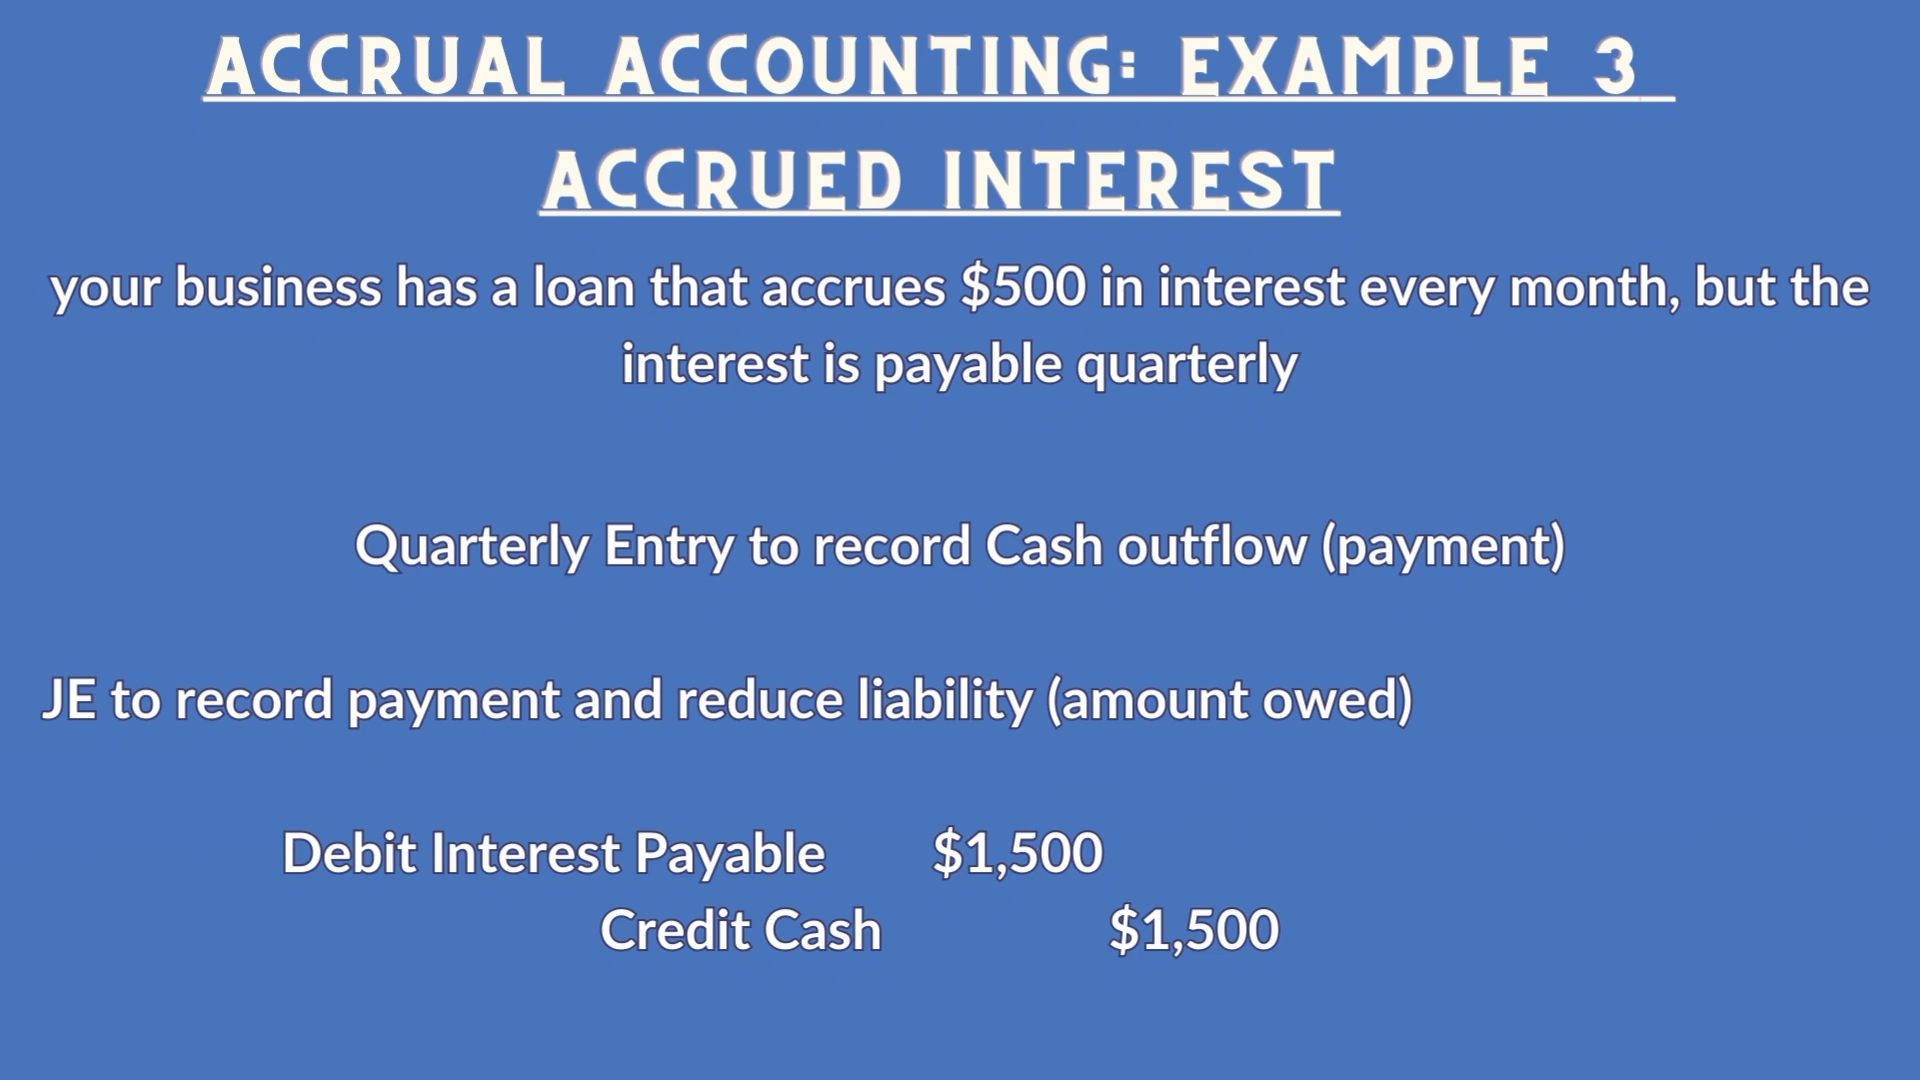 ACCRUAL ACCOUNTING: EXAMPLE 3
ACCRUED INTEREST
your business has a loan that accrues $500 in interest every month, but the
interest is payable quarterly
Quarterly Entry to record Cash outflow (payment)
JE to record payment and reduce liability (amount owed)
Debit Interest Payable $1,500
Credit Cash $1,500